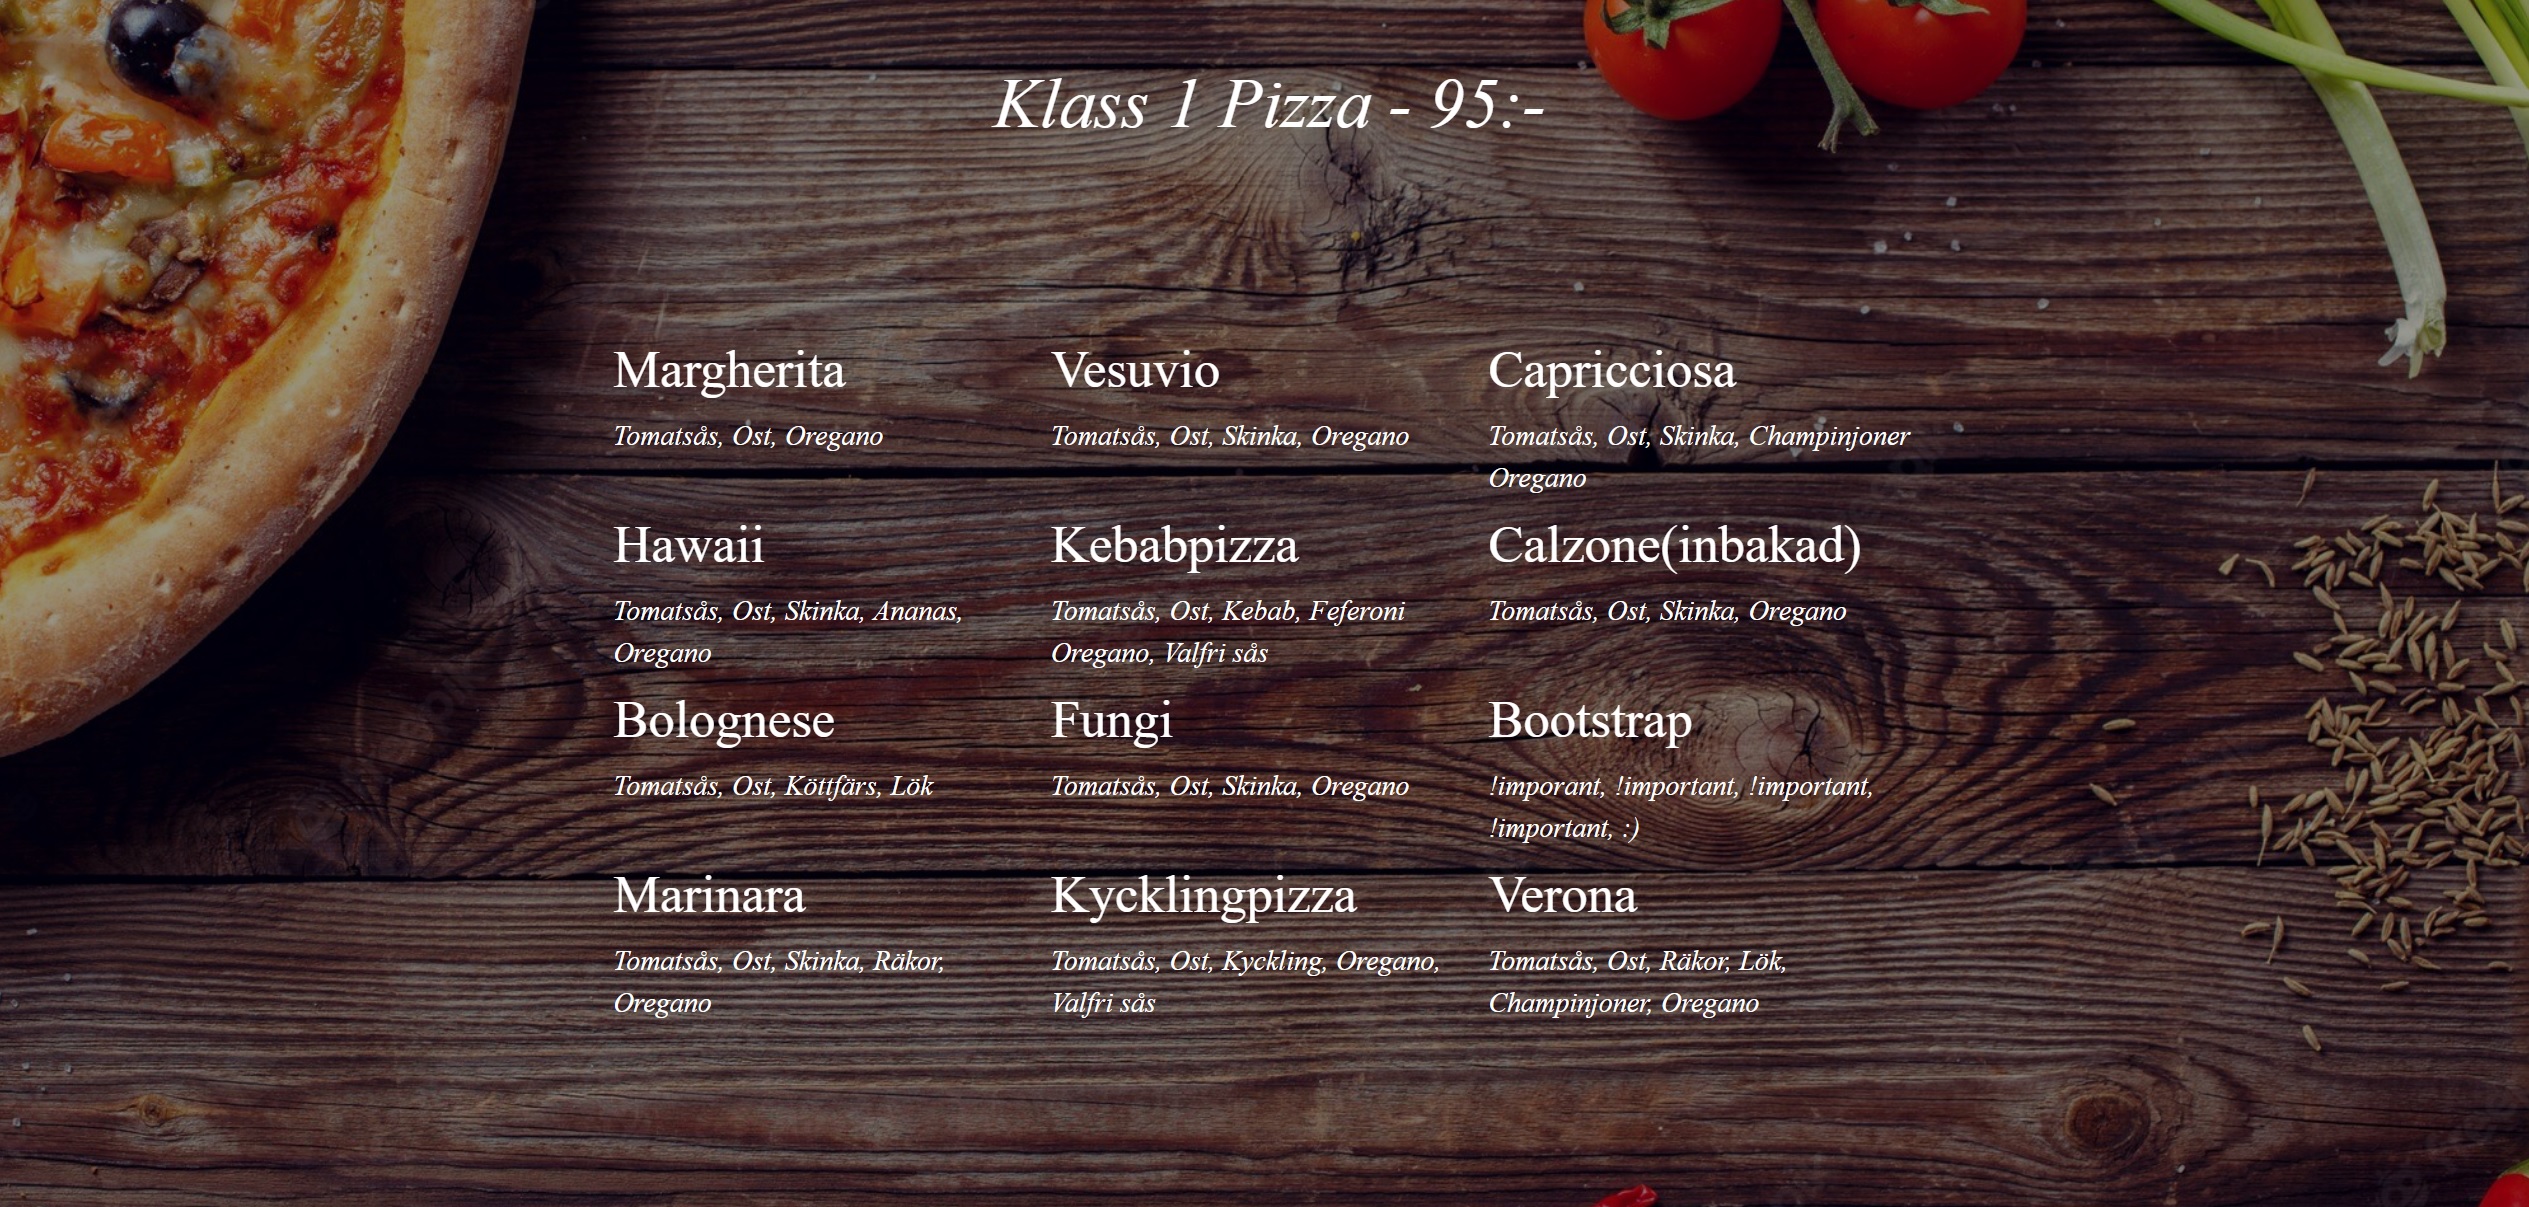 Klass 1 Pizza - 95:-
Margherita
Tomatsås, Ost, Oregano
Vesuvio
Tomatsås, Ost, Skinka, Oregano
Capricciosa
Tomatsås, Ost, Skinka, Champinjoner
Oregano
Hawaii
Tomatsås, Ost, Skinka, Ananas,
Oregano
Kebabpizza
Tomatsås, Ost, Kebab, Feferoni
Oregano, Valfri sås
Calzone(inbakad)
Tomatsås, Ost, Skinka, Oregano
Bolognese
Tomatsås, Ost, Köttfärs, Lök
Fungi
Tomatsås, Ost, Skinka, Oregano
Bootstrap
!imporant, !important, !important,
!important, :)
Marinara
Tomatsås, Ost, Skinka, Räkor,
Oregano
Kycklingpizza
Tomatsås, Ost, Kyckling, Oregano,
Valfri sås
Verona
Tomatsås, Ost, Räkor, Lök,
Champinjoner, Oregano